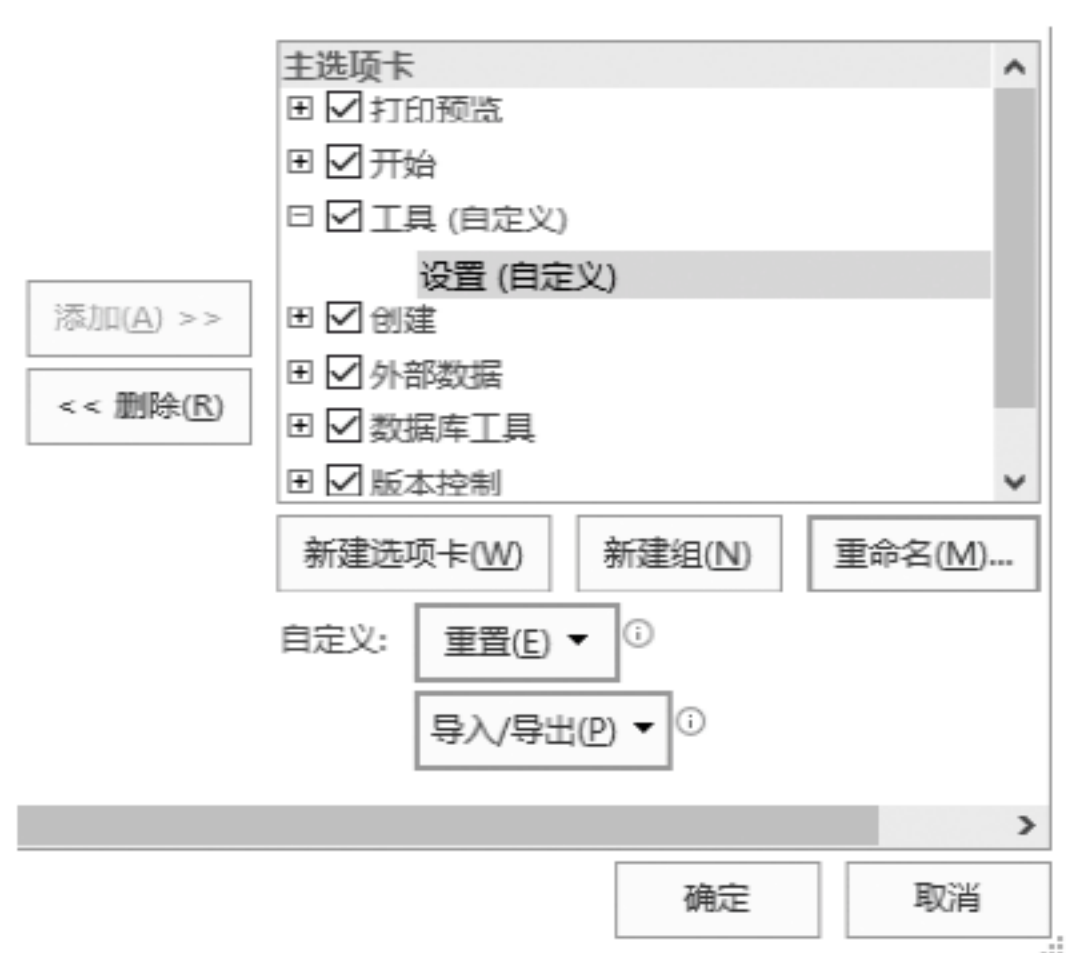 主选项卡
打印预览
开始
工具 (自定义)
设置 (自定义)
添加(A) >>
创建
外部数据
<< 删除(R)
数据库工具
版本控制
新建选项卡(W) 新建组(N) 重命名(M)...
自定义: 重置(E)
导入/导出(P)
确定 取消